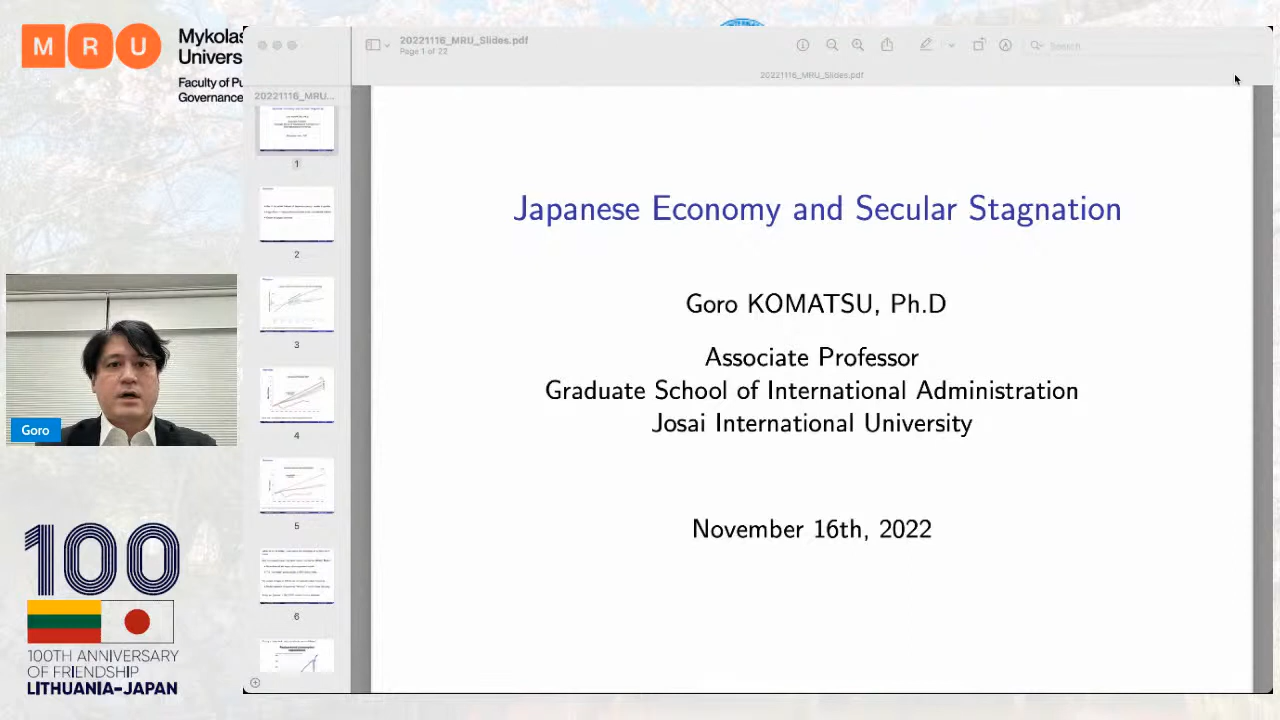 MRU
Mykolas
Univers
Faculty of Pu
Governance
20221116_MRU_Slides.pdf
Page 1 of 22
Search
20221116_MRU_Slides.pdf
20221116_MRU...
1
2
3
4
5
6
Japanese Economy and Secular Stagnation
Goro KOMATSU, Ph.D
Associate Professor
Graduate School of International Administration
Josai International University
November 16th, 2022
Goro
100
100TH ANNIVERSARY
OF FRIENDSHIP
LITHUANIA-JAPAN